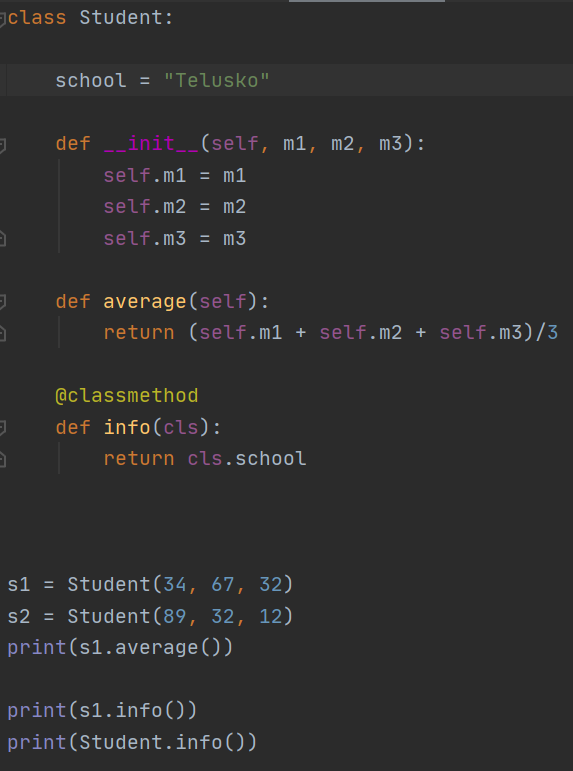 class Student:
    school = "Telusko"
    def __init__(self, m1, m2, m3):
        self.m1 = m1
        self.m2 = m2
        self.m3 = m3
    def average(self):
        return (self.m1 + self.m2 + self.m3)/3
    @classmethod
    def info(cls):
        return cls.school
s1 = Student(34, 67, 32)
s2 = Student(89, 32, 12)
print(s1.average())
print(s1.info())
print(Student.info())